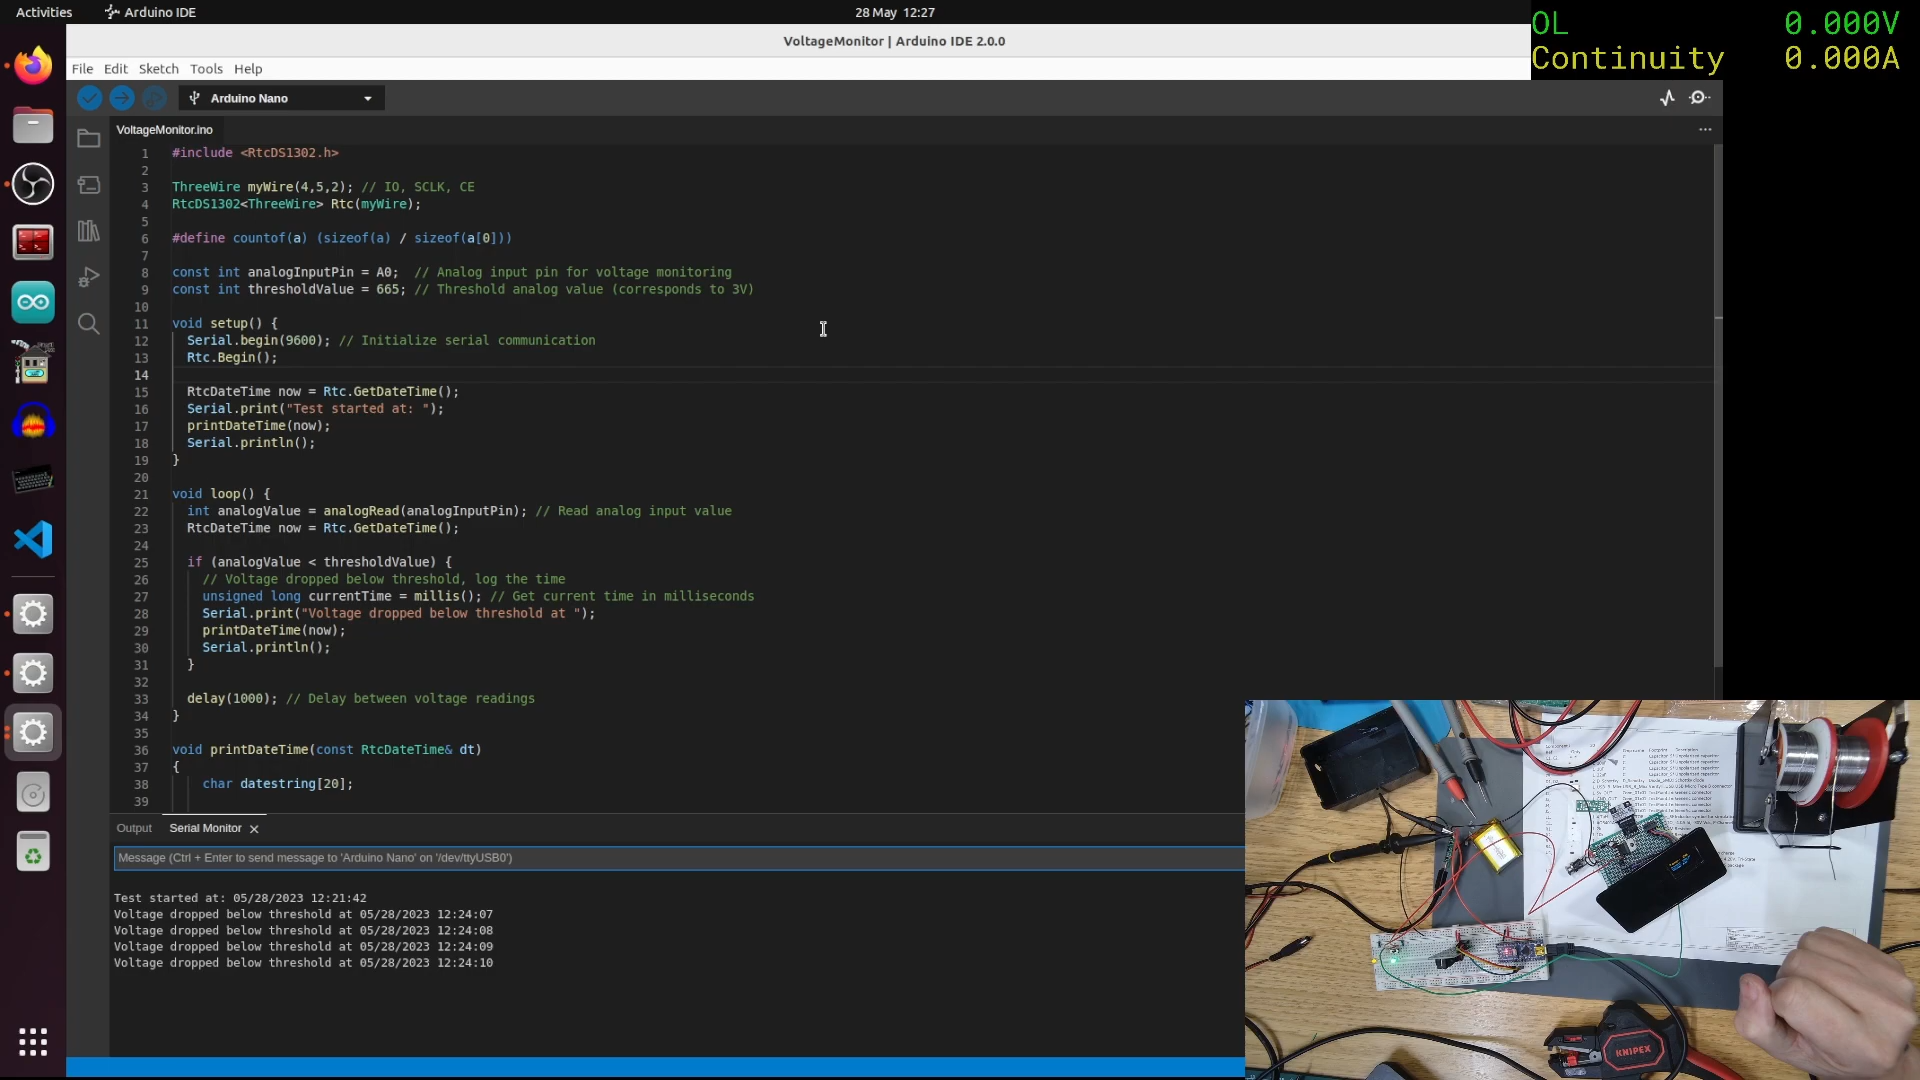 Activities
Arduino IDE
28 May 12:27
OL
0.000V
Continuity
0.000A
VoltageMonitor | Arduino IDE 2.0.0
File Edit Sketch Tools Help
Arduino Nano
VoltageMonitor.ino
1 #include <RtcDS1302.h>
2
3 ThreeWire myWire(4,5,2); // IO, SCLK, CE
4 RtcDS1302<ThreeWire> Rtc(myWire);
5
6 #define countof(a) (sizeof(a) / sizeof(a[0]))
7
8 const int analogInputPin = A0;  // Analog input pin for voltage monitoring
9 const int thresholdValue = 665; // Threshold analog value (corresponds to 3V)
10
11 void setup() {
12 Serial.begin(9600); // Initialize serial communication
13 Rtc.Begin();
14
15 RtcDateTime now = Rtc.GetDateTime();
16 Serial.print("Test started at: ");
17 printDateTime(now);
18 Serial.println();
19 }
20
21 void loop() {
22 int analogValue = analogRead(analogInputPin); // Read analog input value
23 RtcDateTime now = Rtc.GetDateTime();
24
25 if (analogValue < thresholdValue) {
26 // Voltage dropped below threshold, log the time
27 unsigned long currentTime = millis(); // Get current time in milliseconds
28 Serial.print("Voltage dropped below threshold at ");
29 printDateTime(now);
30 Serial.println();
31 }
32
33 delay(1000); // Delay between voltage readings
34 }
35
36 void printDateTime(const RtcDateTime& dt)
37 {
38 char datestring[20];
39
Output
Serial Monitor
Message (Ctrl + Enter to send message to 'Arduino Nano' on '/dev/ttyUSB0')
Test started at: 05/28/2023 12:21:42
Voltage dropped below threshold at 05/28/2023 12:24:07
Voltage dropped below threshold at 05/28/2023 12:24:08
Voltage dropped below threshold at 05/28/2023 12:24:09
Voltage dropped below threshold at 05/28/2023 12:24:10
KNIPEX